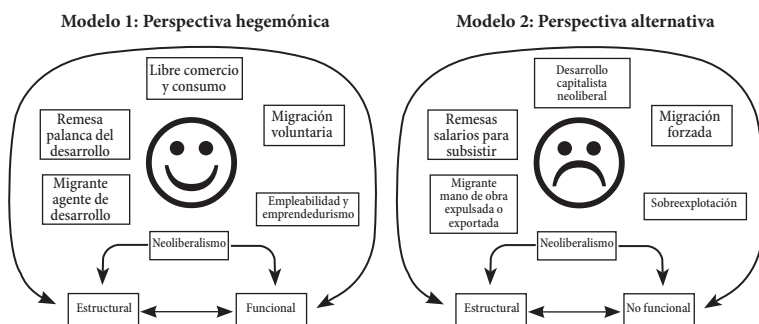 Modelo 1: Perspectiva hegemónica
Libre comercio
y consumo
Remesa
palanca del
desarrollo
Migración
voluntaria
Migrante
agente de
desarrollo
Empleabilidad y
emprendedurismo
Neoliberalismo
Estructural
Funcional
Modelo 2: Perspectiva alternativa
Desarrollo
capitalista
neoliberal
Remesas
salarios para
subsistir
Migración
forzada
Migrante
mano de obra
expulsada o
exportada
Sobreexplotación
Neoliberalismo
Estructural
No funcional